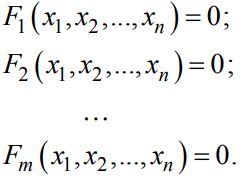 F₁(x₁,x₂,...,xₙ)=0;
F₂(x₁,x₂,...,xₙ)=0;
...
Fₘ(x₁,x₂,...,xₙ)=0.